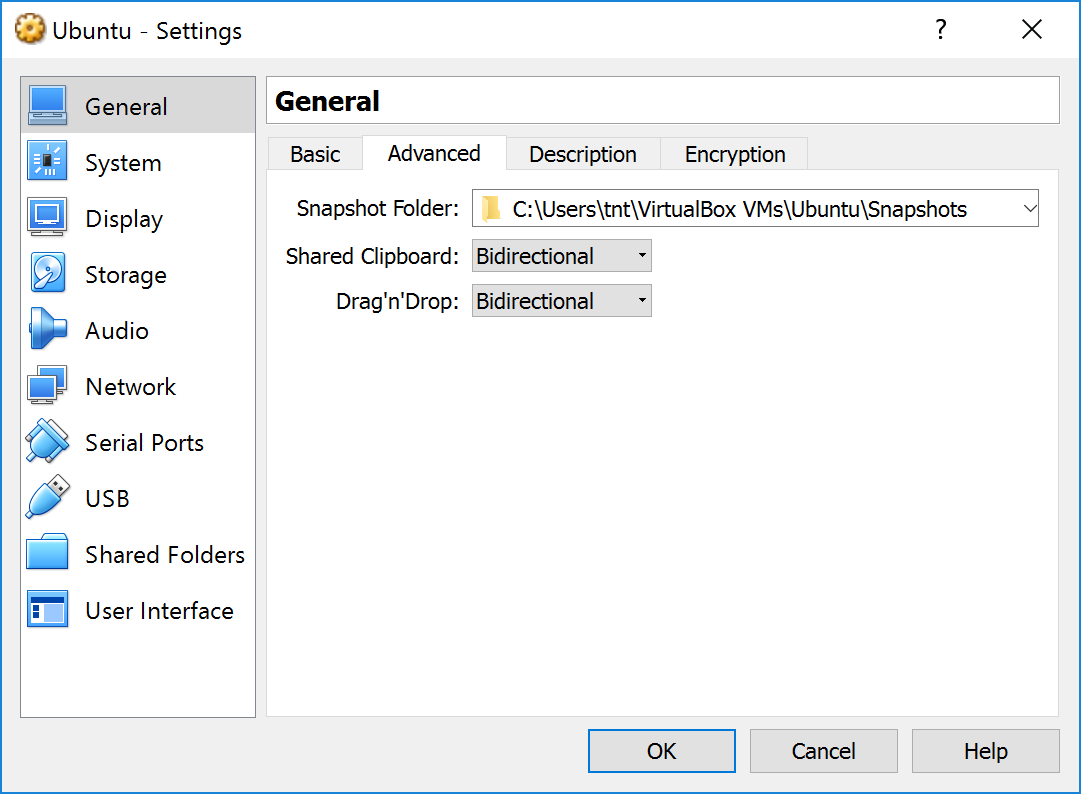 Ubuntu - Settings
?
General
System
Display
Storage
Audio
Network
Serial Ports
USB
Shared Folders
User Interface
General
Basic Advanced Description Encryption
Snapshot Folder: C:\Users\tnt\VirtualBox VMs\Ubuntu\Snapshots
Shared Clipboard: Bidirectional
Drag'n'Drop: Bidirectional
OK Cancel Help